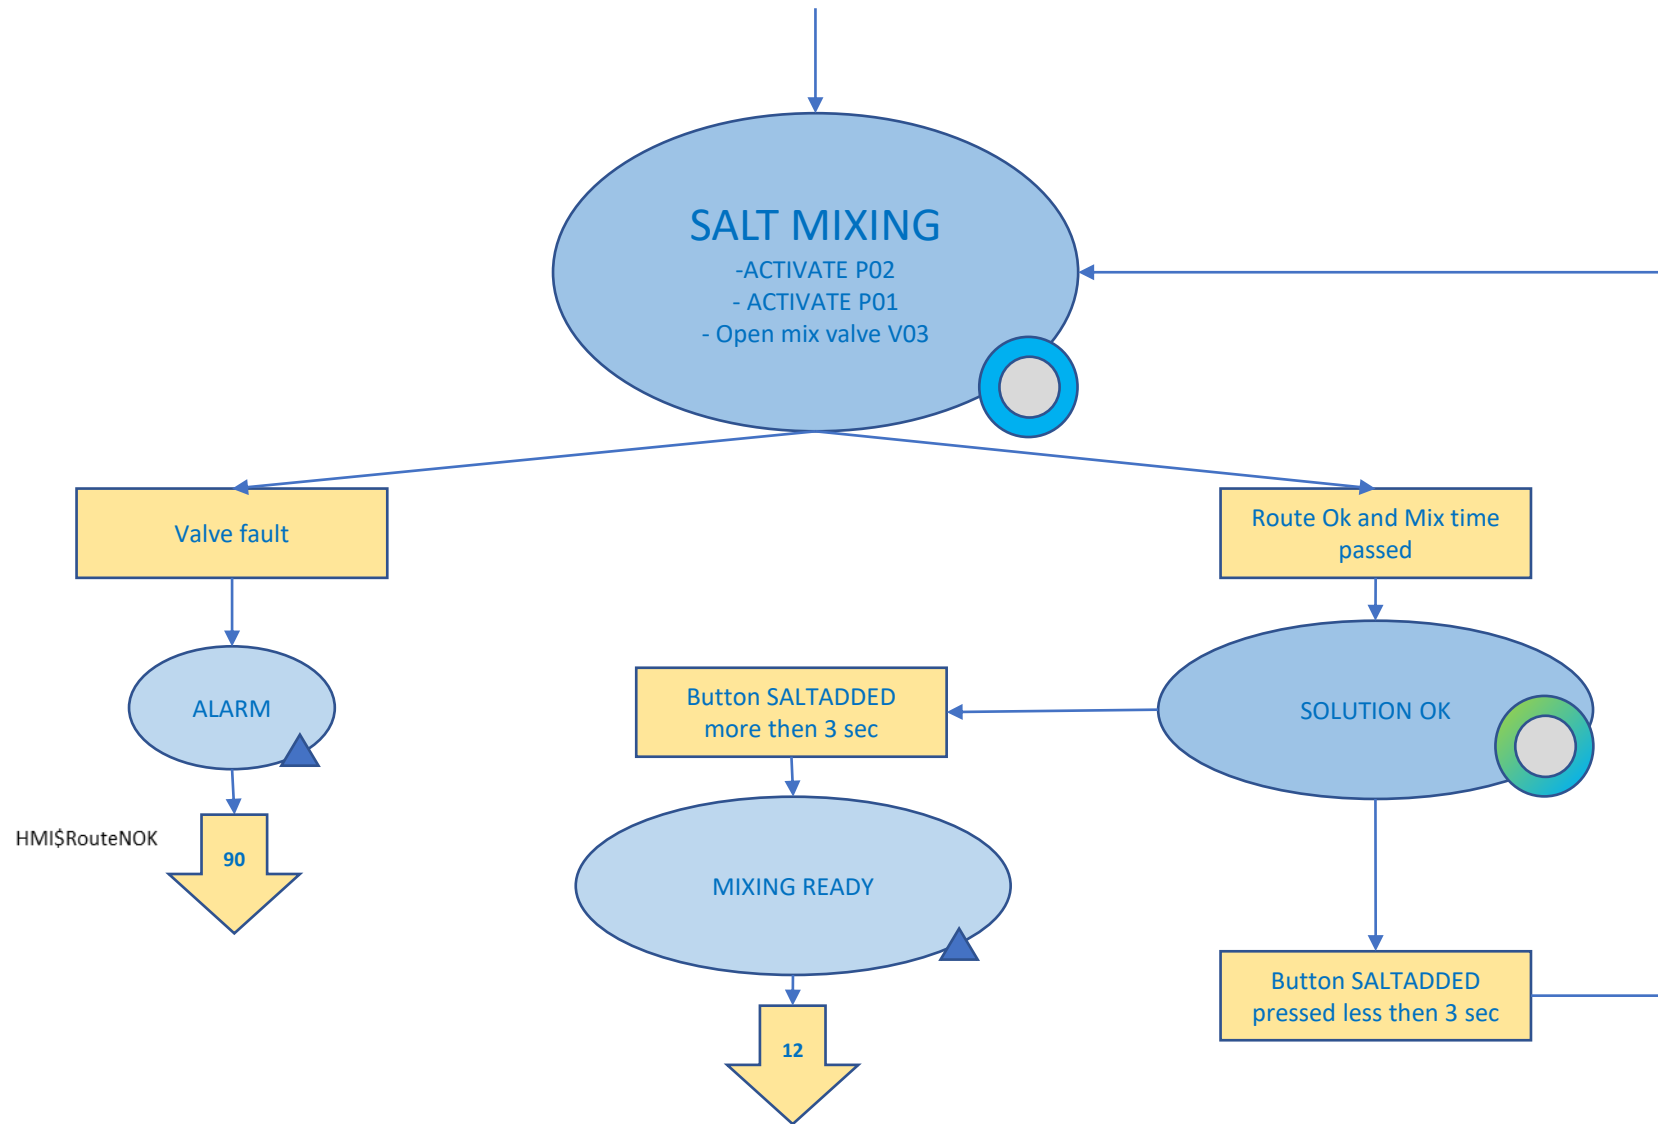 SALT MIXING
-ACTIVATE P02
- ACTIVATE P01
- Open mix valve V03
Valve fault
Route Ok and Mix time
passed
ALARM
Button SALTADDED
more then 3 sec
SOLUTION OK
HMI$RouteNOK
90
MIXING READY
Button SALTADDED
pressed less then 3 sec
12